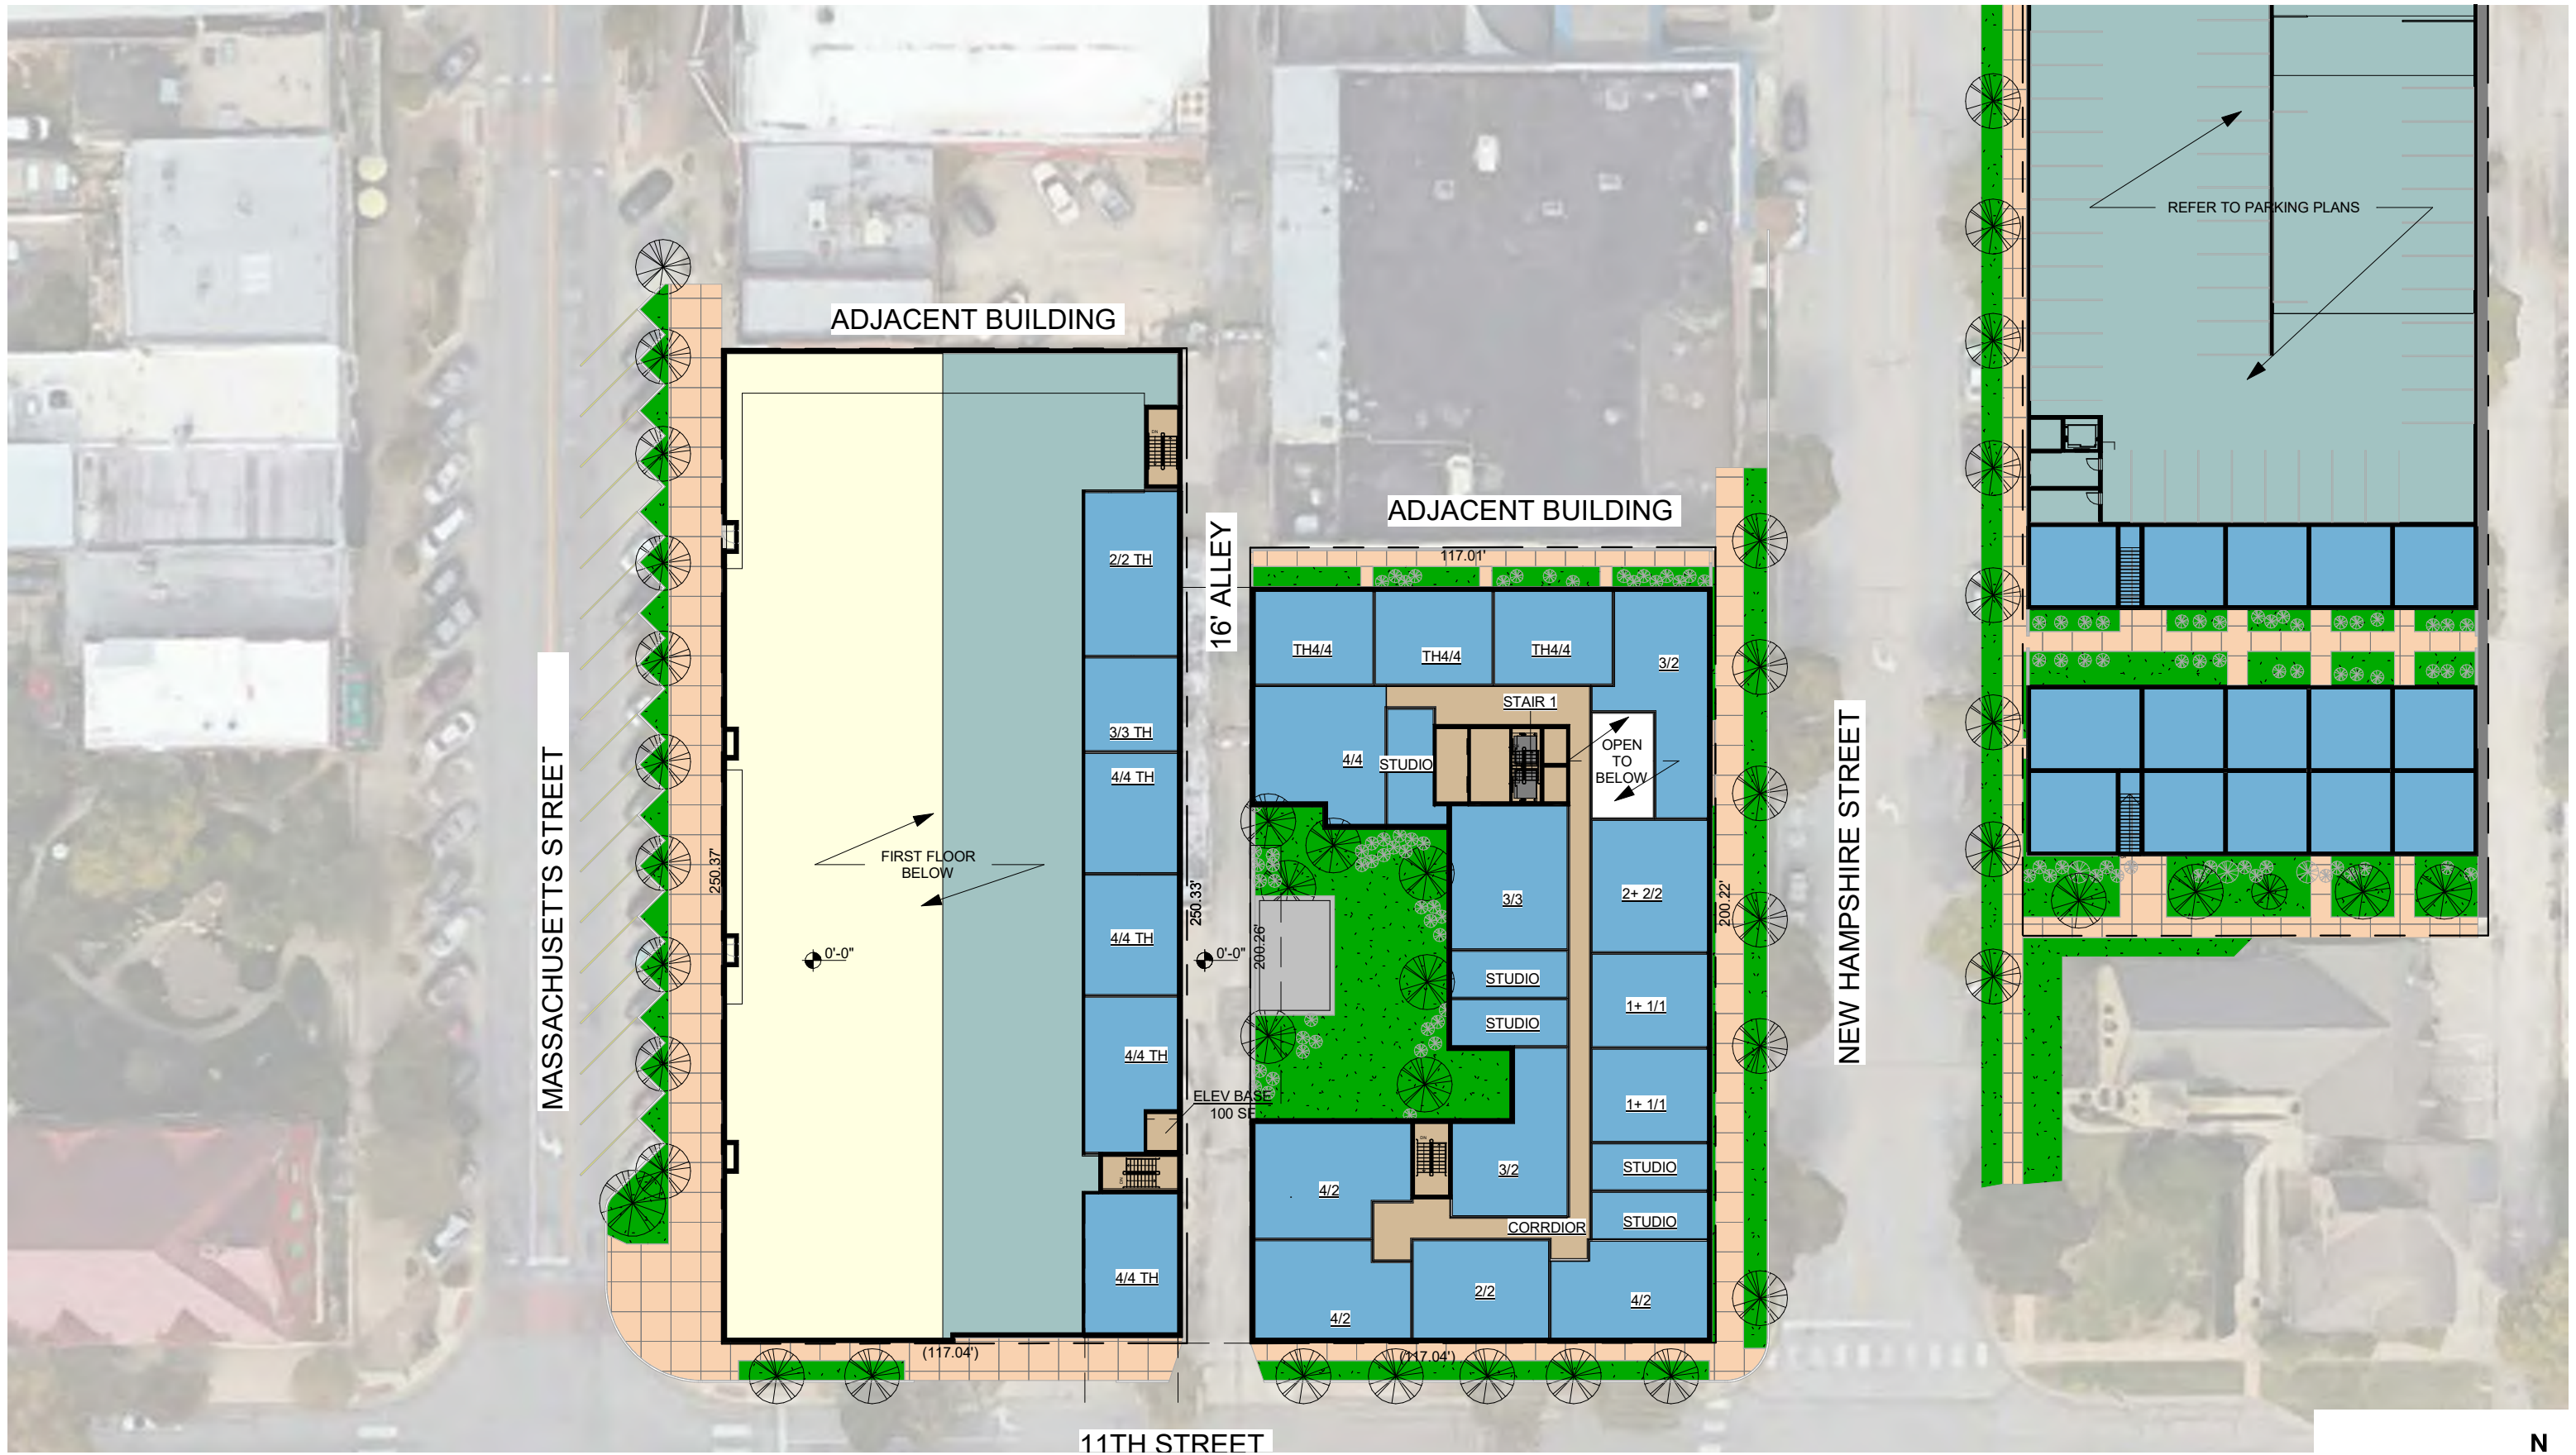 REFER TO PARKING PLANS
ADJACENT BUILDING
ADJACENT BUILDING
117.01'
16' ALLEY
2/2 TH
3/3 TH
4/4 TH
4/4 TH
4/4 TH
4/4 TH
TH4/4
TH4/4
TH4/4
3/2
STAIR 1
4/4
STUDIO
OPEN
TO
BELOW
MASSACHUSETTS STREET
250.37'
FIRST FLOOR
BELOW
0'-0"
250.33'
0'-0"
200.26'
3/3
2+ 2/2
200.22'
NEW HAMPSHIRE STREET
STUDIO
STUDIO
1+ 1/1
1+ 1/1
ELEV BASE
100 SF
STUDIO
STUDIO
3/2
4/2
CORRDIOR
4/2
2/2
4/2
DN
DN
DN
(117.04')
(117.04')
11TH STREET
N